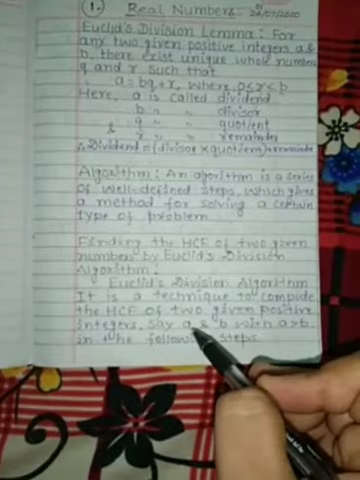 1. Real Numbers:
24/07/2020
Euclid's Division Lemma: For
any two given positive integers a &
b, there exist unique whole numbers
q and r such that
a = bq + r, where 0 ≤ r < b
Here, a is called dividend
b " " divisor
q " " quotient
& r " " remainder
∴ Dividend = (divisor × quotient) + remainder
Algorithm: An algorithm is a series
of well-defined steps, which gives
a method for solving a certain
type of problem
Finding the HCF of two given
numbers by Euclid's Division
Algorithm:
Euclid's Division Algorithm
It is a technique to compute
the HCF of two given positive
integers, say a & b with a > b
in the following steps